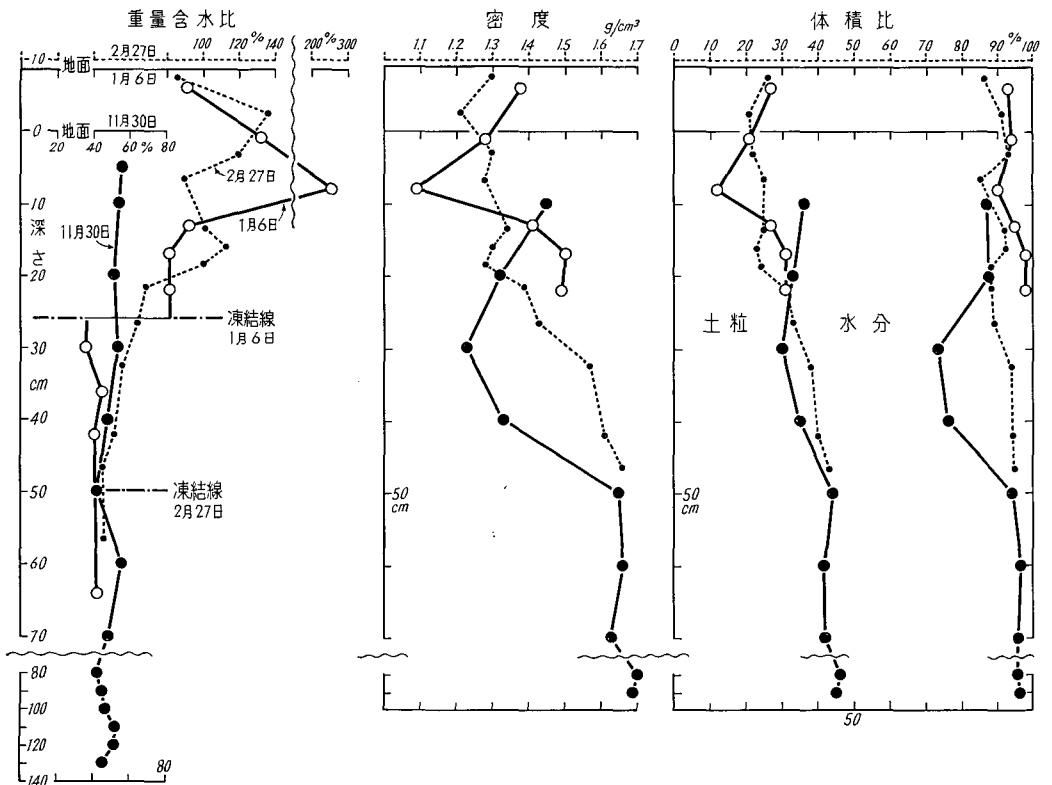 重量含水比
100 120 % 200 % 300
-10 2月27日
地面
1月6日
0 地面 11月30日
20 40 60 % 80
2月27日
1月6日
11月30日
10
深さ
20
凍結線
1月6日
30
cm
40
50 凍結線
2月27日
60
70
80
100
120
140
80
密度
g/cm³
1.1 1.2 1.3 1.4 1.5 1.6 1.7
50
cm
体積比
0 10 20 30 40 50 60 70 80 90 % 100
土粒 水分
50
cm
50